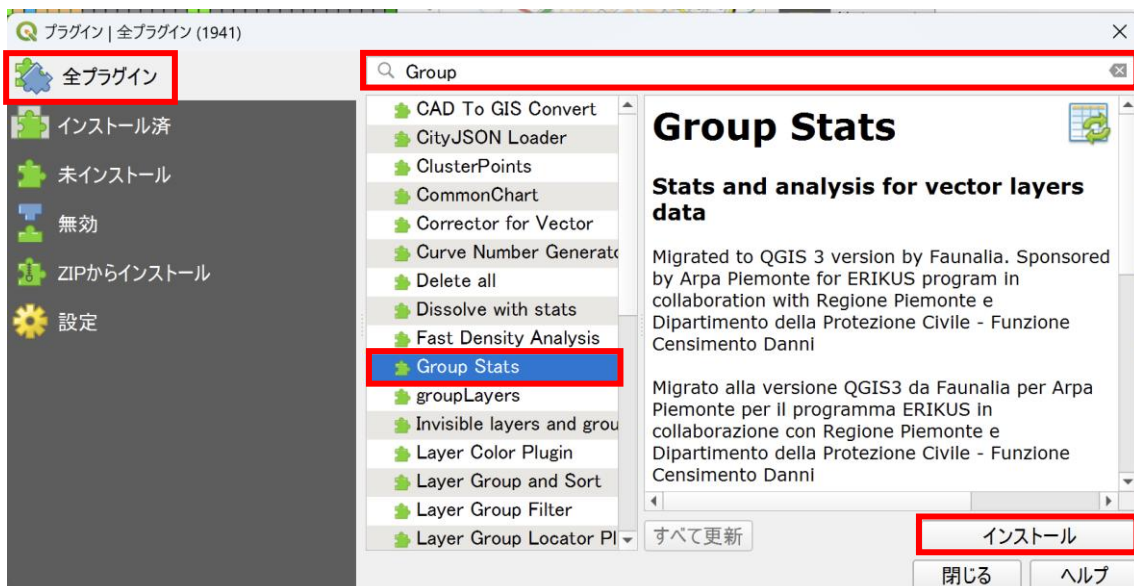 プラグイン | 全プラグイン (1941)
全プラグイン
インストール済
未インストール
無効
ZIPからインストール
設定
Group
CAD To GIS Convert
CityJSON Loader
ClusterPoints
CommonChart
Corrector for Vector
Curve Number Generato
Delete all
Dissolve with stats
Fast Density Analysis
Group Stats
groupLayers
Invisible layers and grou
Layer Color Plugin
Layer Group and Sort
Layer Group Filter
Layer Group Locator Pl
Group Stats
Stats and analysis for vector layers
data
Migrated to QGIS 3 version by Faunalia. Sponsored
by Arpa Piemonte for ERIKUS program in
collaboration with Regione Piemonte e
Dipartimento della Protezione Civile - Funzione
Censimento Danni
Migrato alla versione QGIS3 da Faunalia per Arpa
Piemonte per il programma ERIKUS in
collaborazione con Regione Piemonte e
Dipartimento della Protezione Civile - Funzione
Censimento Danni
すべて更新
インストール
閉じる
ヘルプ